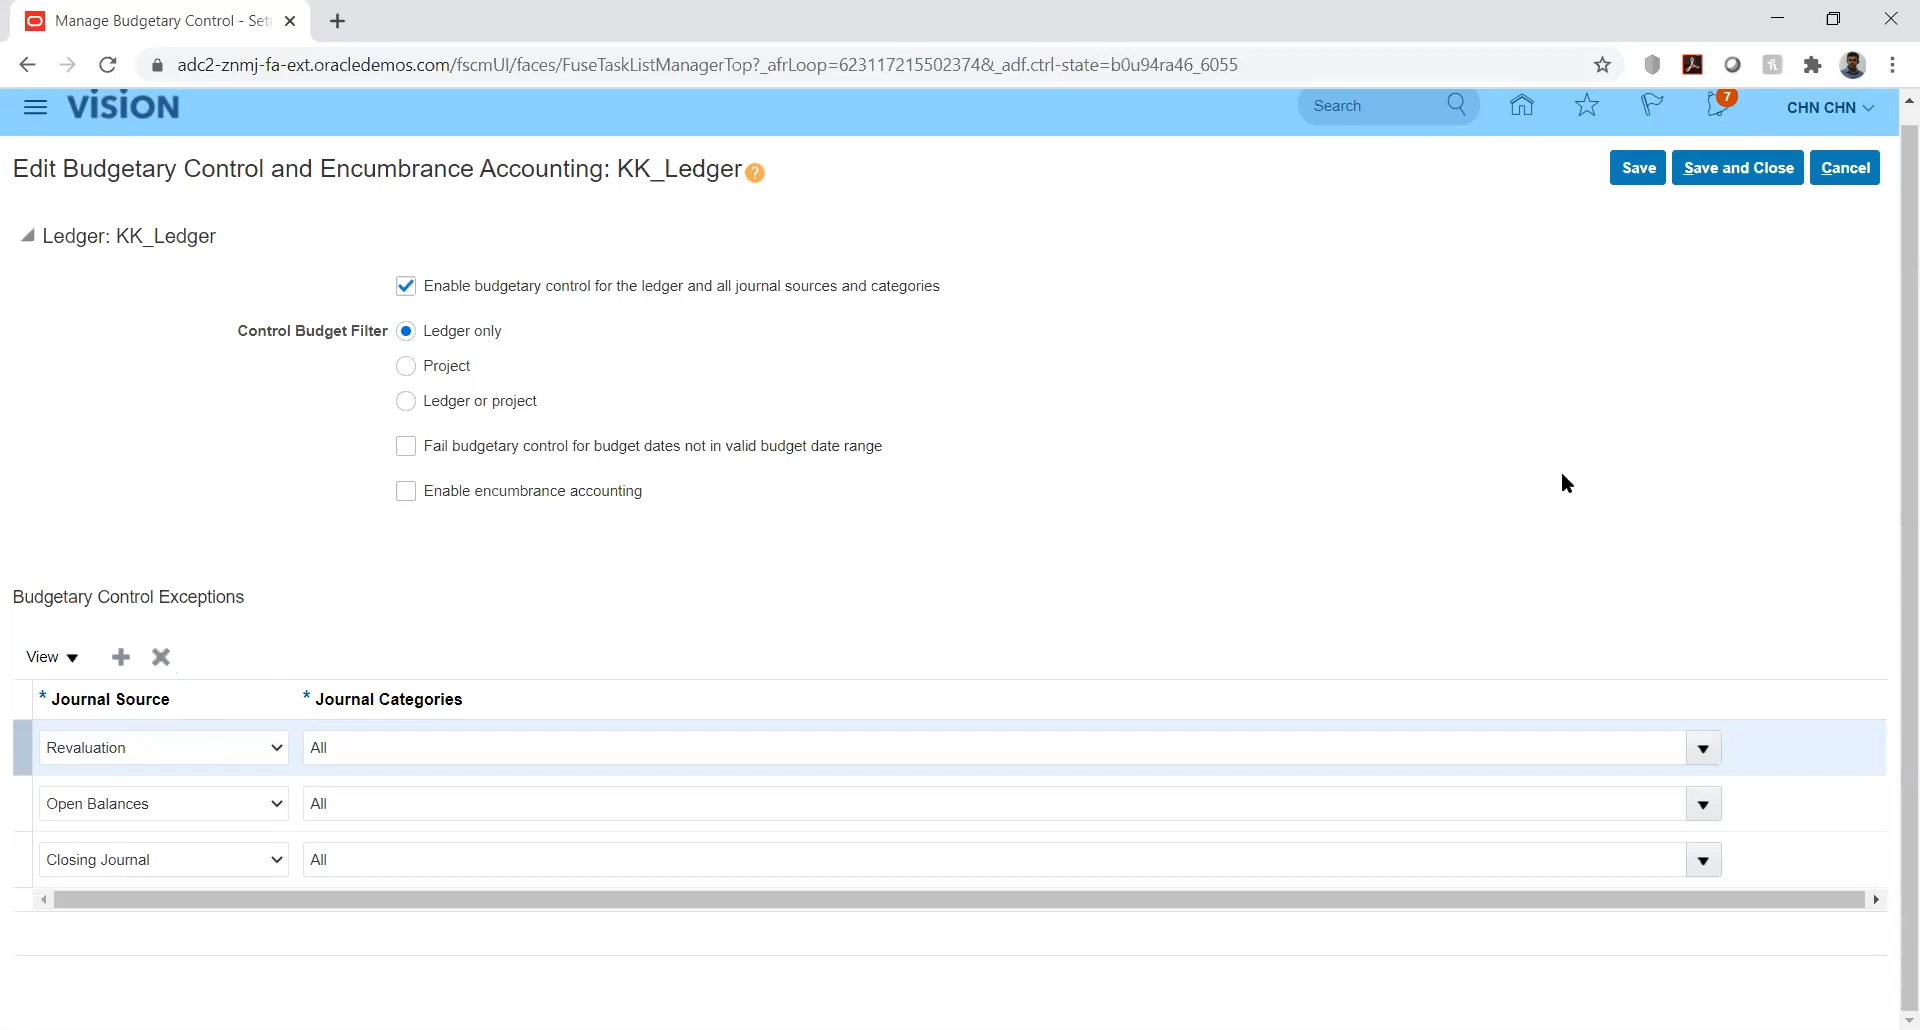 Manage Budgetary Control - Set
adc2-znmj-fa-ext.oracledemos.com/fscmUI/faces/FuseTaskListManagerTop?_afrLoop=6231172155023748&_adf.ctrl-state=b0u94ra46_6055
VISION
Search
7
CHN CHN
Edit Budgetary Control and Encumbrance Accounting: KK_Ledger
?
Save
Save and Close
Cancel
Ledger: KK_Ledger
Enable budgetary control for the ledger and all journal sources and categories
Control Budget Filter
Ledger only
Project
Ledger or project
Fail budgetary control for budget dates not in valid budget date range
Enable encumbrance accounting
Budgetary Control Exceptions
View
* Journal Source
* Journal Categories
Revaluation
All
Open Balances
All
Closing Journal
All